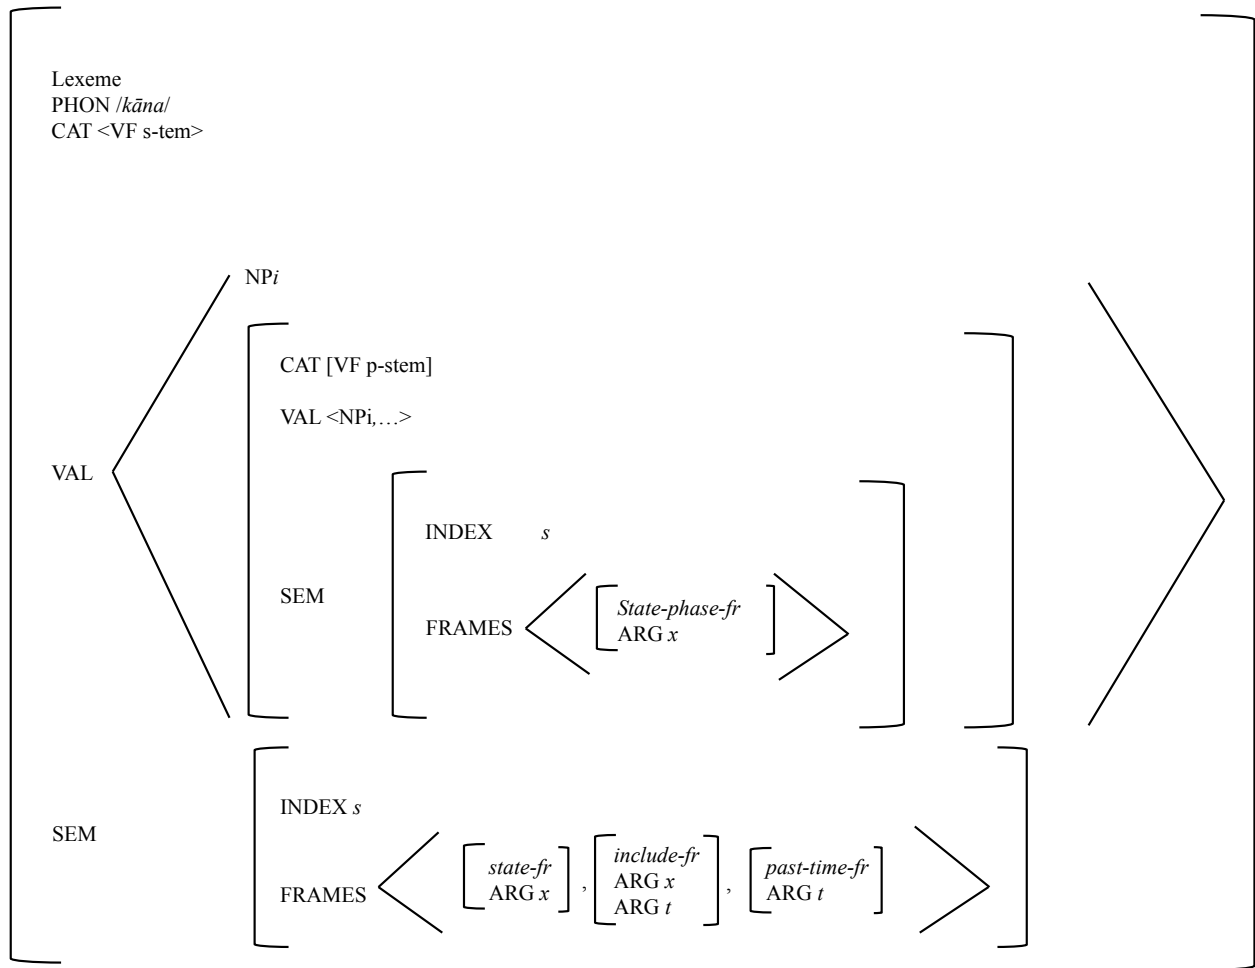 Lexeme
PHON /kāna/
CAT <VF s-tem>
NPi
CAT [VF p-stem]
VAL <NPi,…>
VAL
INDEX s
SEM
State-phase-fr
FRAMES
ARG x
INDEX s
SEM
FRAMES
state-fr
ARG x
,
include-fr
ARG x
ARG t
,
past-time-fr
ARG t